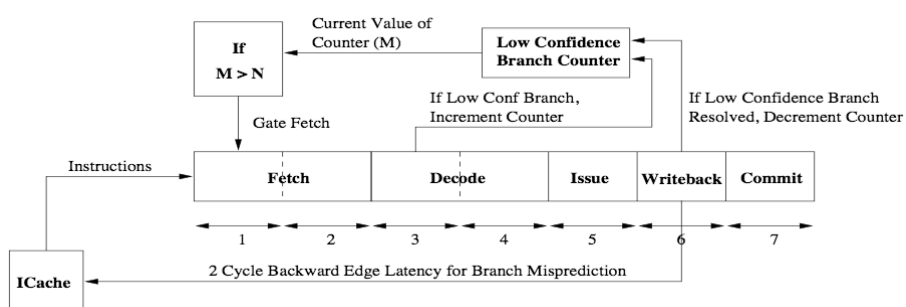 Current Value of
Counter (M)
If
M > N
Low Confidence
Branch Counter
If Low Conf Branch,
Increment Counter
If Low Confidence Branch
Resolved, Decrement Counter
Gate Fetch
Instructions
Fetch
Decode
Issue
Writeback
Commit
1
2
3
4
5
6
7
2 Cycle Backward Edge Latency for Branch Misprediction
ICache